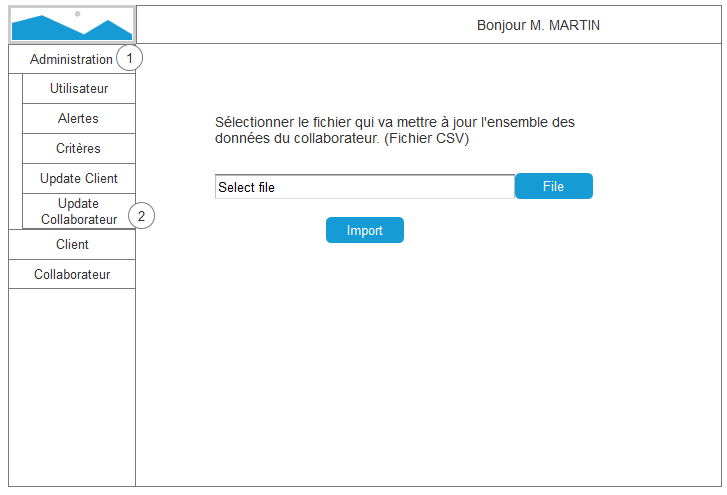 Bonjour M. MARTIN
Administration
1
Utilisateur
Alertes
Critères
Update Client
Update
Collaborateur
2
Client
Collaborateur
Sélectionner le fichier qui va mettre à jour l'ensemble des
données du collaborateur. (Fichier CSV)
Select file
File
Import